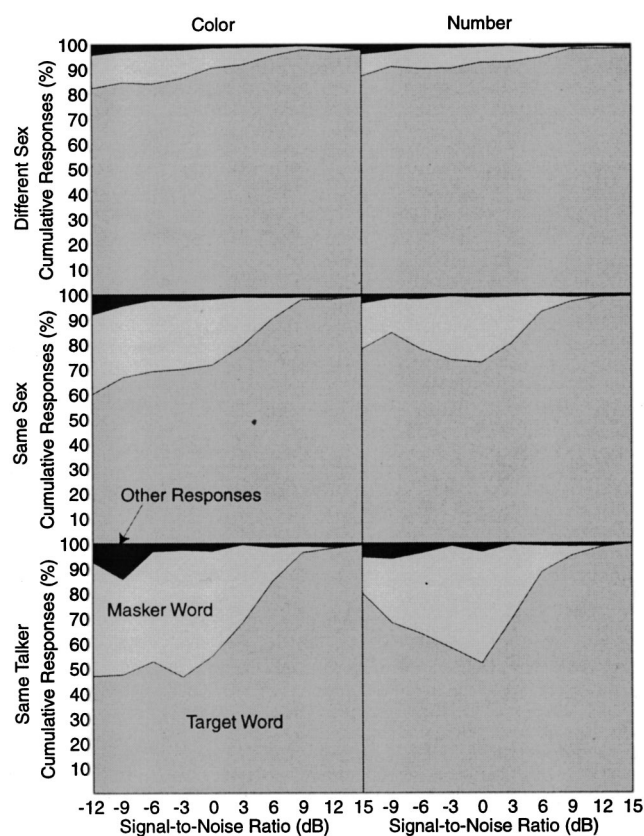 Color Number
Different Sex
Cumulative Responses (%)
100
90
80
70
60
50
40
30
20
10
Same Sex
Cumulative Responses (%)
100
90
80
70
60
50
40
30
20
10
Other Responses
Same Talker
Cumulative Responses (%)
100
90
80
70
60
50
40
30
20
10
Masker Word
Target Word
-12 -9 -6 -3 0 3 6 9 12 15 -9 -6 -3 0 3 6 9 12 15
Signal-to-Noise Ratio (dB) Signal-to-Noise Ratio (dB)